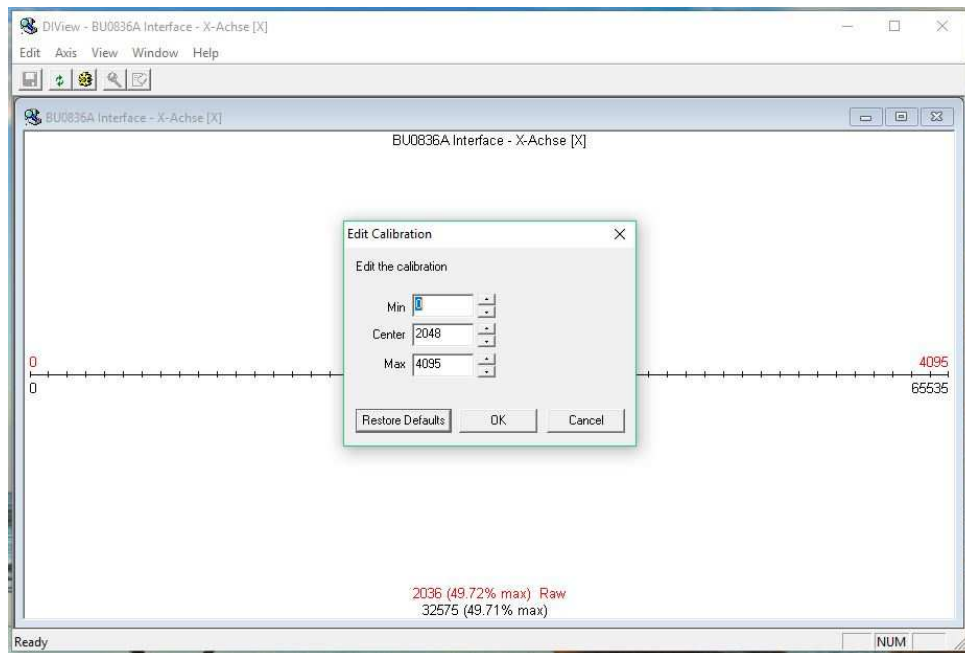 DIView - BU0836A Interface - X-Achse [X]
Edit Axis View Window Help
BU0836A Interface - X-Achse [X]
BU0836A Interface - X-Achse [X]
Edit Calibration
Edit the calibration
Min 0
Center 2048
Max 4095
0 4095
0 65535
Restore Defaults OK Cancel
2036 (49.72% max) Raw
32575 (49.71% max)
Ready NUM